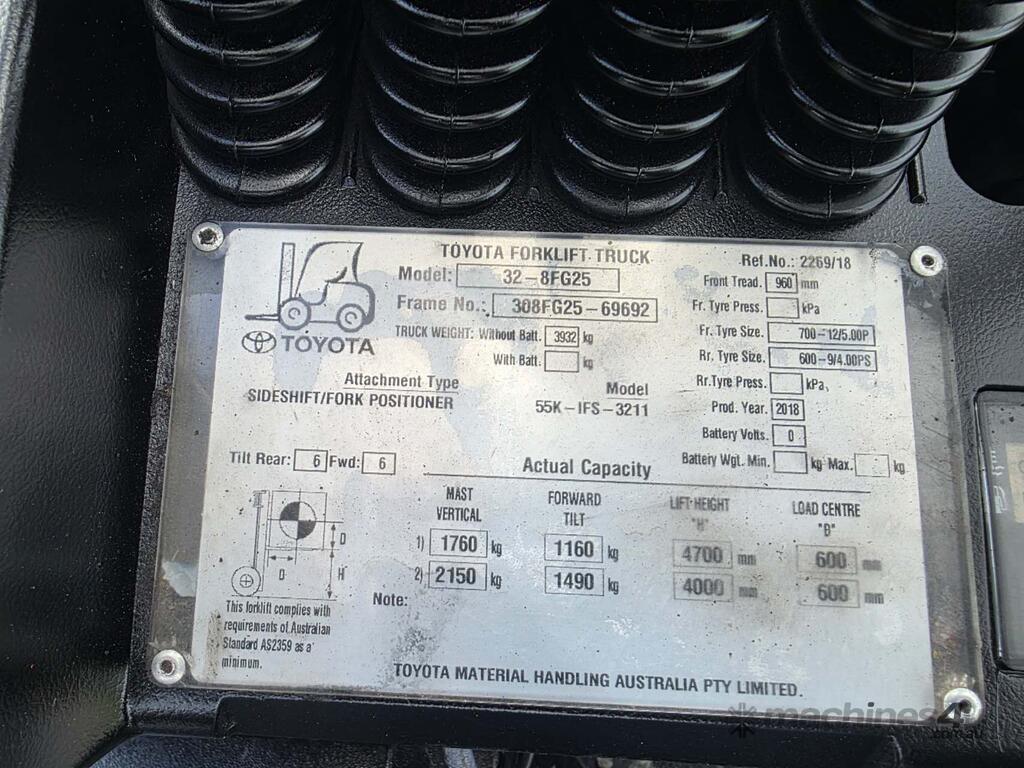 TOYOTA FORKLIFT TRUCK
Ref.No.: 2269/18
Model: 32-8FG25
Front Tread. 960 mm
Frame No.: 308FG25-69692
Fr. Tyre Press. kPa
TRUCK WEIGHT: Without Batt. 3932 kg
Fr. Tyre Size. 700-12/5.00P
With Batt. kg
Rr. Tyre Size. 600-9/4.00PS
TOYOTA
Attachment Type
Model
Rr. Tyre Press. kPa
SIDESHIFT/FORK POSITIONER
55K-IFS-3211
Prod. Year. 2018
Battery Volts. 0
Tilt Rear: 6 Fwd: 6
Actual Capacity
Battery Wgt. Min. kg Max. kg
MAST VERTICAL
FORWARD TILT
LIFT-HEIGHT "H"
LOAD CENTRE "D"
1) 1760 kg 1160 kg 4700 mm 600 mm
2) 2150 kg 1490 kg 4000 mm 600 mm
D
D
H
Note:
This forklift complies with
requirements of Australian
Standard AS2359 as a
minimum.
TOYOTA MATERIAL HANDLING AUSTRALIA PTY LIMITED.
machines4u
.com.au